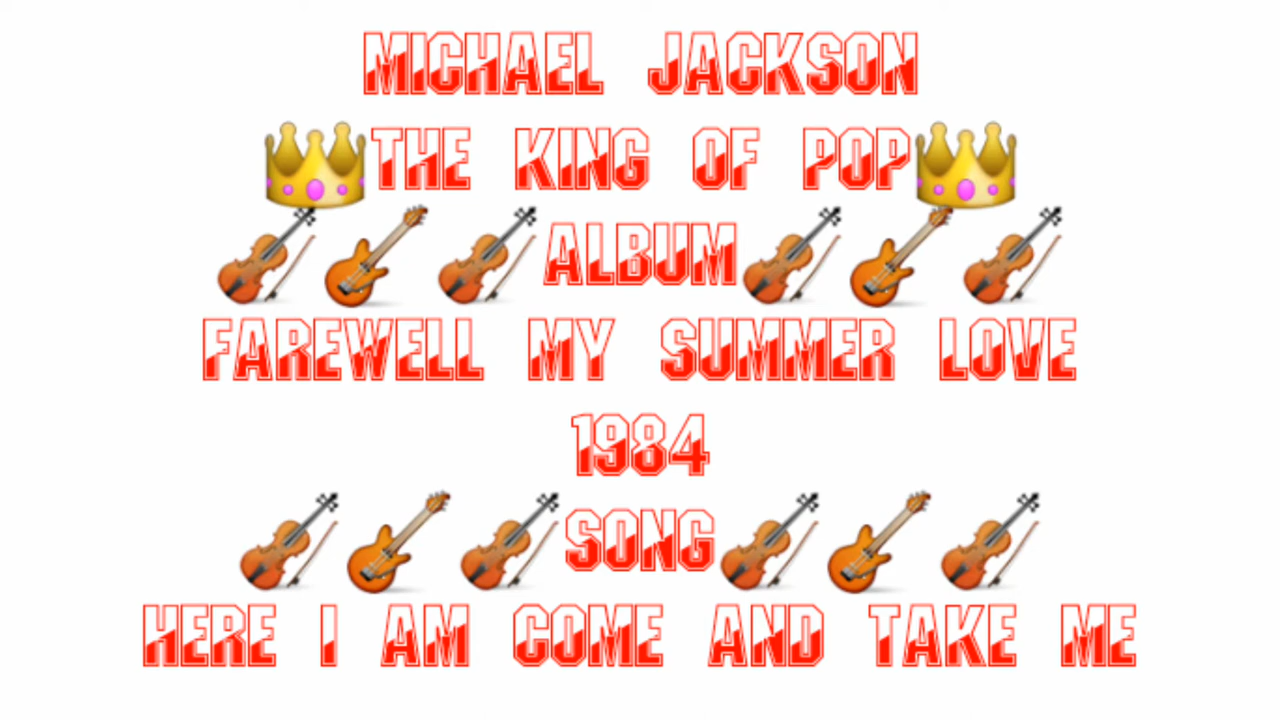 MICHAEL JACKSON
THE KING OF POP
ALBUM
FAREWELL MY SUMMER LOVE
1984
SONG
HERE I AM COME AND TAKE ME